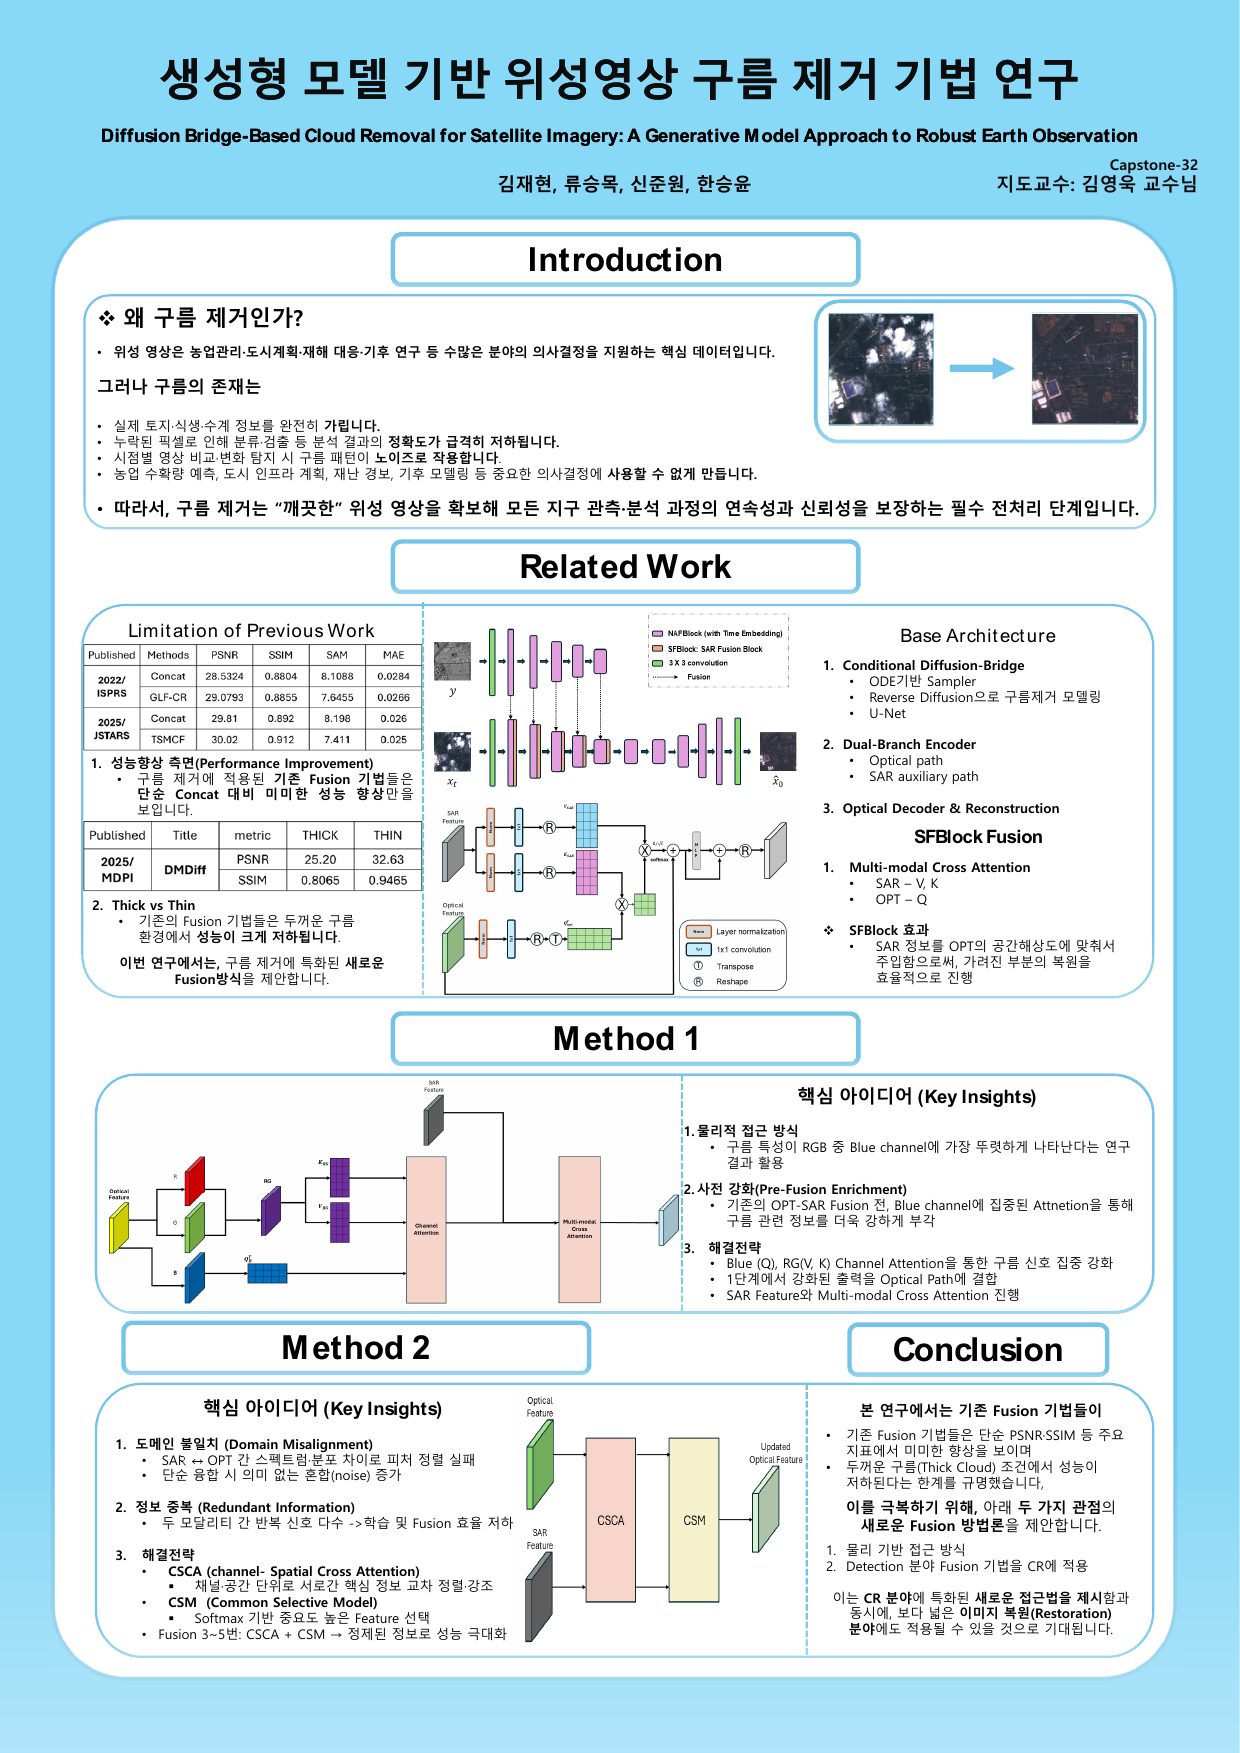 생성형 모델 기반 위성영상 구름 제거 기법 연구
Diffusion Bridge-Based Cloud Removal for Satellite Imagery: A Generative Model Approach to Robust Earth Observation
Capstone-32
김재현, 류승목, 신준원, 한승윤
지도교수: 김영욱 교수님
Introduction
❖ 왜 구름 제거인가?
• 위성 영상은 농업관리·도시계획·재해 대응·기후 연구 등 수많은 분야의 의사결정을 지원하는 핵심 데이터입니다.
그러나 구름의 존재는
• 실제 토지·식생·수계 정보를 완전히 가립니다.
• 누락된 픽셀로 인해 분류·검출 등 분석 결과의 정확도가 급격히 저하됩니다.
• 시점별 영상 비교·변화 탐지 시 구름 패턴이 노이즈로 작용합니다.
• 농업 수확량 예측, 도시 인프라 계획, 재난 경보, 기후 모델링 등 중요한 의사결정에 사용할 수 없게 만듭니다.
• 따라서, 구름 제거는 “깨끗한” 위성 영상을 확보해 모든 지구 관측·분석 과정의 연속성과 신뢰성을 보장하는 필수 전처리 단계입니다.
Related Work
Limitation of Previous Work
Published Methods PSNR SSIM SAM MAE
2022/ ISPRS
Concat 28.5324 0.8804 8.1088 0.0284
GLF-CR 29.0793 0.8855 7.6455 0.0266
2025/ JSTARS
Concat 29.81 0.892 8.198 0.026
TSMCF 30.02 0.912 7.411 0.025
1. 성능향상 측면(Performance Improvement)
• 구름 제거에 적용된 기존 Fusion 기법들은
단순 Concat 대비 미미한 성능 향상만을
보입니다.
Published Title metric THICK THIN
2025/ MDPI DMDiff
PSNR 25.20 32.63
SSIM 0.8065 0.9465
2. Thick vs Thin
• 기존의 Fusion 기법들은 두꺼운 구름
환경에서 성능이 크게 저하됩니다.
이번 연구에서는, 구름 제거에 특화된 새로운
Fusion방식을 제안합니다.
NAFBlock (with Time Embedding)
SFBlock: SAR Fusion Block
3 X 3 convolution
Fusion
y
x_t
x̂_0
SAR
Feature
Norm
1x1
R
softmax
MLP
Optical
Feature
Norm Layer normalization
1x1 1x1 convolution
T Transpose
R Reshape
Base Architecture
1. Conditional Diffusion-Bridge
• ODE기반 Sampler
• Reverse Diffusion으로 구름제거 모델링
• U-Net
2. Dual-Branch Encoder
• Optical path
• SAR auxiliary path
3. Optical Decoder & Reconstruction
SFBlock Fusion
1. Multi-modal Cross Attention
• SAR – V, K
• OPT – Q
❖ SFBlock 효과
• SAR 정보를 OPT의 공간해상도에 맞춰서
주입함으로써, 가려진 부분의 복원을
효율적으로 진행
Method 1
SAR
Feature
Optical
Feature
R
G
B
RG
K_RG
V_RG
Channel
Attention
Multi-modal
Cross
Attention
핵심 아이디어 (Key Insights)
1. 물리적 접근 방식
• 구름 특성이 RGB 중 Blue channel에 가장 뚜렷하게 나타난다는 연구
결과 활용
2. 사전 강화(Pre-Fusion Enrichment)
• 기존의 OPT-SAR Fusion 전, Blue channel에 집중된 Attnetion을 통해
구름 관련 정보를 더욱 강하게 부각
3. 해결전략
• Blue (Q), RG(V, K) Channel Attention을 통한 구름 신호 집중 강화
• 1단계에서 강화된 출력을 Optical Path에 결합
• SAR Feature와 Multi-modal Cross Attention 진행
Method 2
핵심 아이디어 (Key Insights)
1. 도메인 불일치 (Domain Misalignment)
• SAR ↔ OPT 간 스펙트럼·분포 차이로 피처 정렬 실패
• 단순 융합 시 의미 없는 혼합(noise) 증가
2. 정보 중복 (Redundant Information)
• 두 모달리티 간 반복 신호 다수 ->학습 및 Fusion 효율 저하
3. 해결전략
• CSCA (channel- Spatial Cross Attention)
▪ 채널·공간 단위로 서로간 핵심 정보 교차 정렬·강조
• CSM (Common Selective Model)
▪ Softmax 기반 중요도 높은 Feature 선택
• Fusion 3~5번: CSCA + CSM → 정제된 정보로 성능 극대화
Optical
Feature
SAR
Feature
CSCA
CSM
Updated
Optical Feature
Conclusion
본 연구에서는 기존 Fusion 기법들이
• 기존 Fusion 기법들은 단순 PSNR·SSIM 등 주요
지표에서 미미한 향상을 보이며
• 두꺼운 구름(Thick Cloud) 조건에서 성능이
저하된다는 한계를 규명했습니다,
이를 극복하기 위해, 아래 두 가지 관점의
새로운 Fusion 방법론을 제안합니다.
1. 물리 기반 접근 방식
2. Detection 분야 Fusion 기법을 CR에 적용
이는 CR 분야에 특화된 새로운 접근법을 제시함과
동시에, 보다 넓은 이미지 복원(Restoration)
분야에도 적용될 수 있을 것으로 기대됩니다.